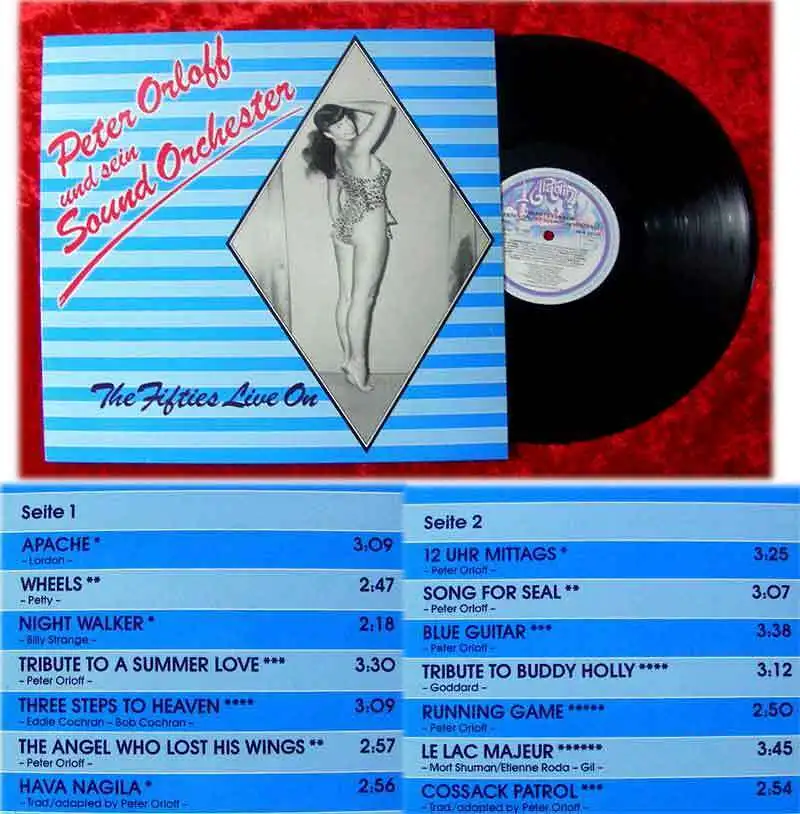 Peter Orloff
und sein
Sound Orchester
The Fifties Live On
Seite 1
APACHE * 3:09
- Lordan -
WHEELS ** 2:47
- Petty -
NIGHT WALKER * 2:18
- Billy Strange -
TRIBUTE TO A SUMMER LOVE *** 3:30
- Peter Orloff -
THREE STEPS TO HEAVEN **** 3:09
- Eddie Cochran - Bob Cochran -
THE ANGEL WHO LOST HIS WINGS ** 2:57
- Peter Orloff -
HAVA NAGILA * 2:56
- Trad./adapted by Peter Orloff -
Seite 2
12 UHR MITTAGS * 3:25
- Peter Orloff -
SONG FOR SEAL ** 3:07
- Peter Orloff -
BLUE GUITAR *** 3:38
- Peter Orloff -
TRIBUTE TO BUDDY HOLLY **** 3:12
- Goddard -
RUNNING GAME ***** 2:50
- Peter Orloff -
LE LAC MAJEUR ****** 3:45
- Mort Shuman/Etienne Roda - Gil -
COSSACK PATROL *** 2:54
- Trad./adapted by Peter Orloff -